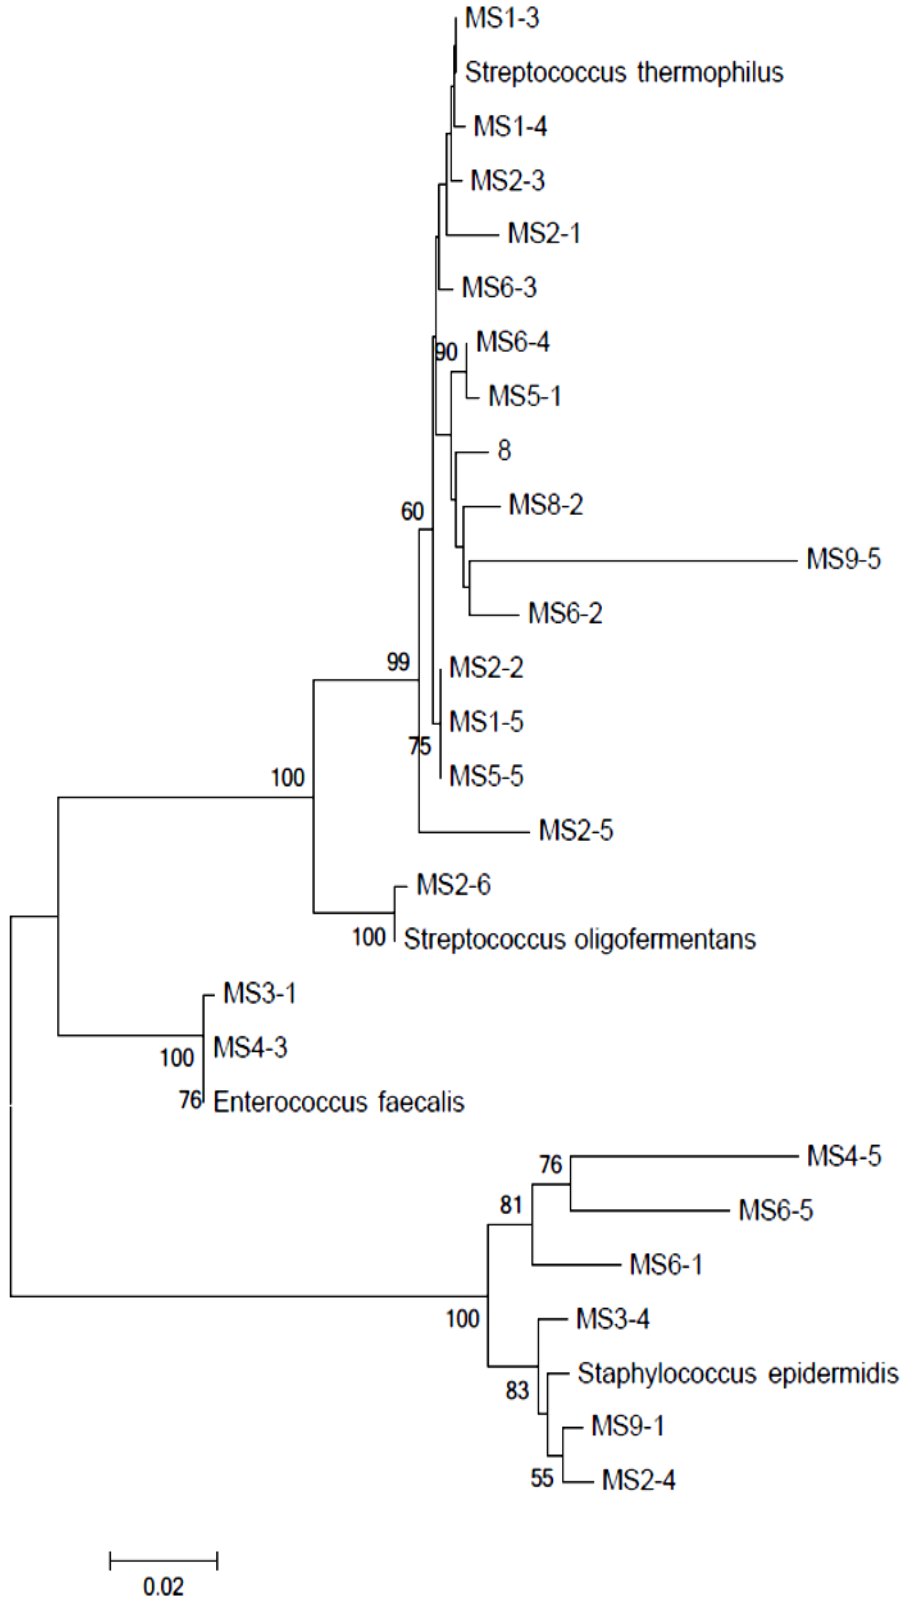 MS1-3
Streptococcus thermophilus
MS1-4
MS2-3
MS2-1
MS6-3
MS6-4
90
MS5-1
8
MS8-2
60
MS9-5
MS6-2
99
MS2-2
MS1-5
75
MS5-5
100
MS2-5
MS2-6
100
Streptococcus oligofermentans
MS3-1
MS4-3
100
76
Enterococcus faecalis
MS4-5
76
81
MS6-5
MS6-1
100
MS3-4
Staphylococcus epidermidis
83
MS9-1
55
MS2-4
0.02